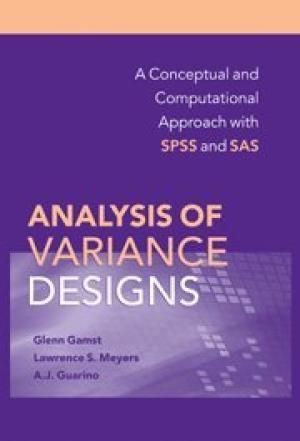 A Conceptual and
Computational
Approach with
SPSS and SAS
ANALYSIS OF
VARIANCE
DESIGNS
Glenn Gamst
Lawrence S. Meyers
A.J. Guarino